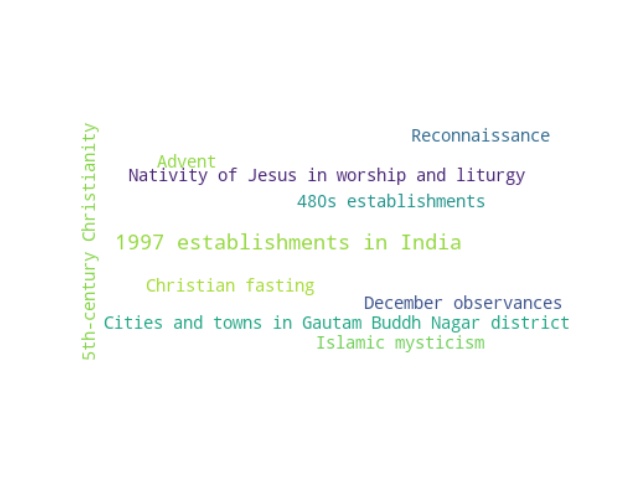 Reconnaissance
Advent
Nativity of Jesus in worship and liturgy
480s establishments
1997 establishments in India
Christian fasting
December observances
Cities and towns in Gautam Buddh Nagar district
Islamic mysticism
5th-century Christianity